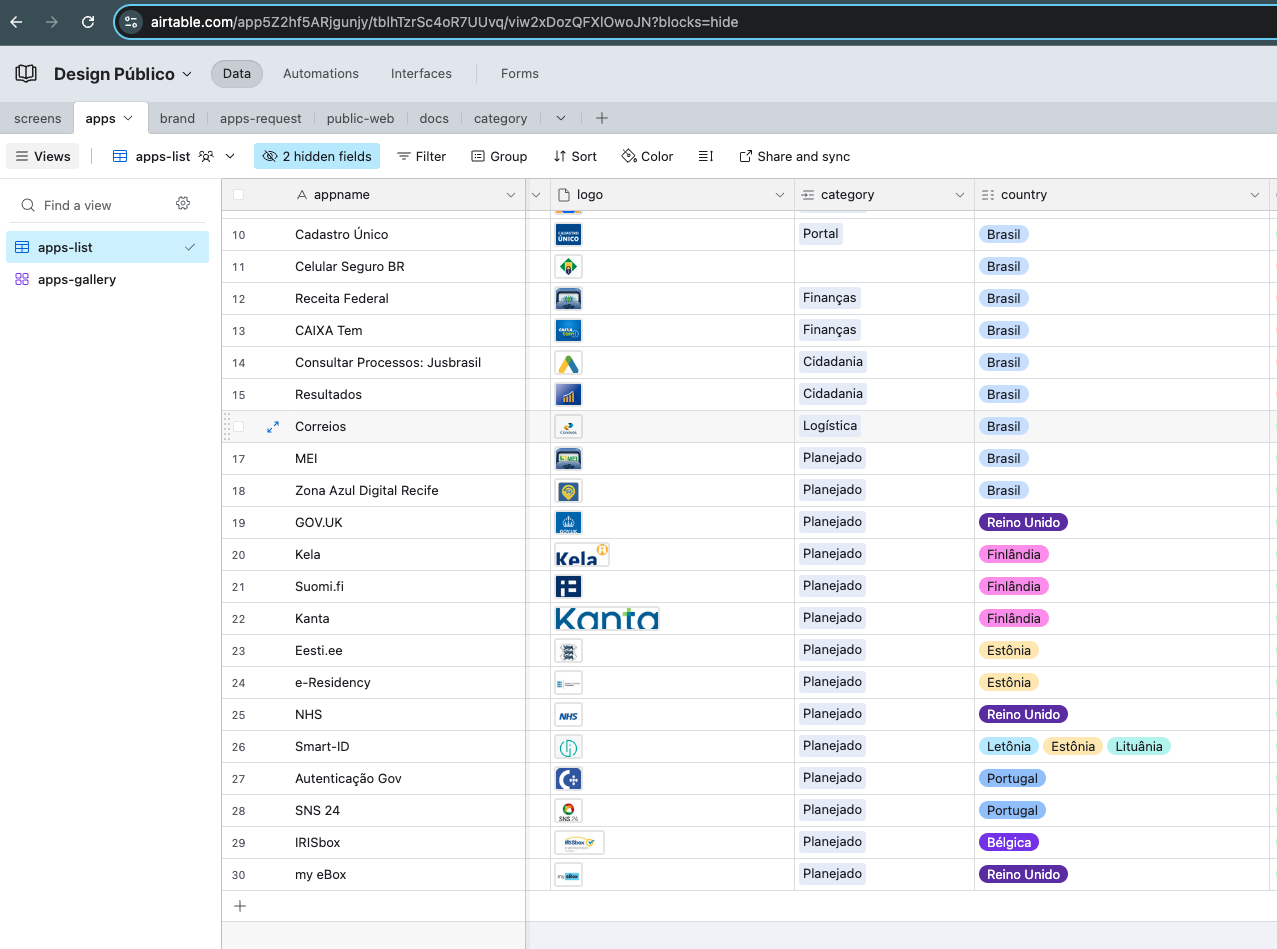 airtable.com/app5Z2hf5ARjgunjy/tblhTzrSc4oR7UUvq/viw2xDozQFXIOwoJN?blocks=hide
Design Público Data Automations Interfaces Forms
screens apps brand apps-request public-web docs category
Views apps-list 2 hidden fields Filter Group Sort Color Share and sync
Find a view
apps-list
apps-gallery
appname logo category country
10 Cadastro Único CADASTRO ÚNICO Portal Brasil
11 Celular Seguro BR Brasil
12 Receita Federal Finanças Brasil
13 CAIXA Tem Finanças Brasil
14 Consultar Processos: Jusbrasil Cidadania Brasil
15 Resultados Cidadania Brasil
Correios Logística Brasil
17 MEI MEI Planejado Brasil
18 Zona Azul Digital Recife Planejado Brasil
19 GOV.UK GOV.UK Planejado Reino Unido
20 Kela Kela Planejado Finlândia
21 Suomi.fi Planejado Finlândia
22 Kanta Kanta Planejado Finlândia
23 Eesti.ee Planejado Estônia
24 e-Residency Planejado Estônia
25 NHS NHS Planejado Reino Unido
26 Smart-ID Planejado Letônia Estônia Lituânia
27 Autenticação Gov Planejado Portugal
28 SNS 24 SNS 24 Planejado Portugal
29 IRISbox IRISbox Planejado Bélgica
30 my eBox my eBox Planejado Reino Unido